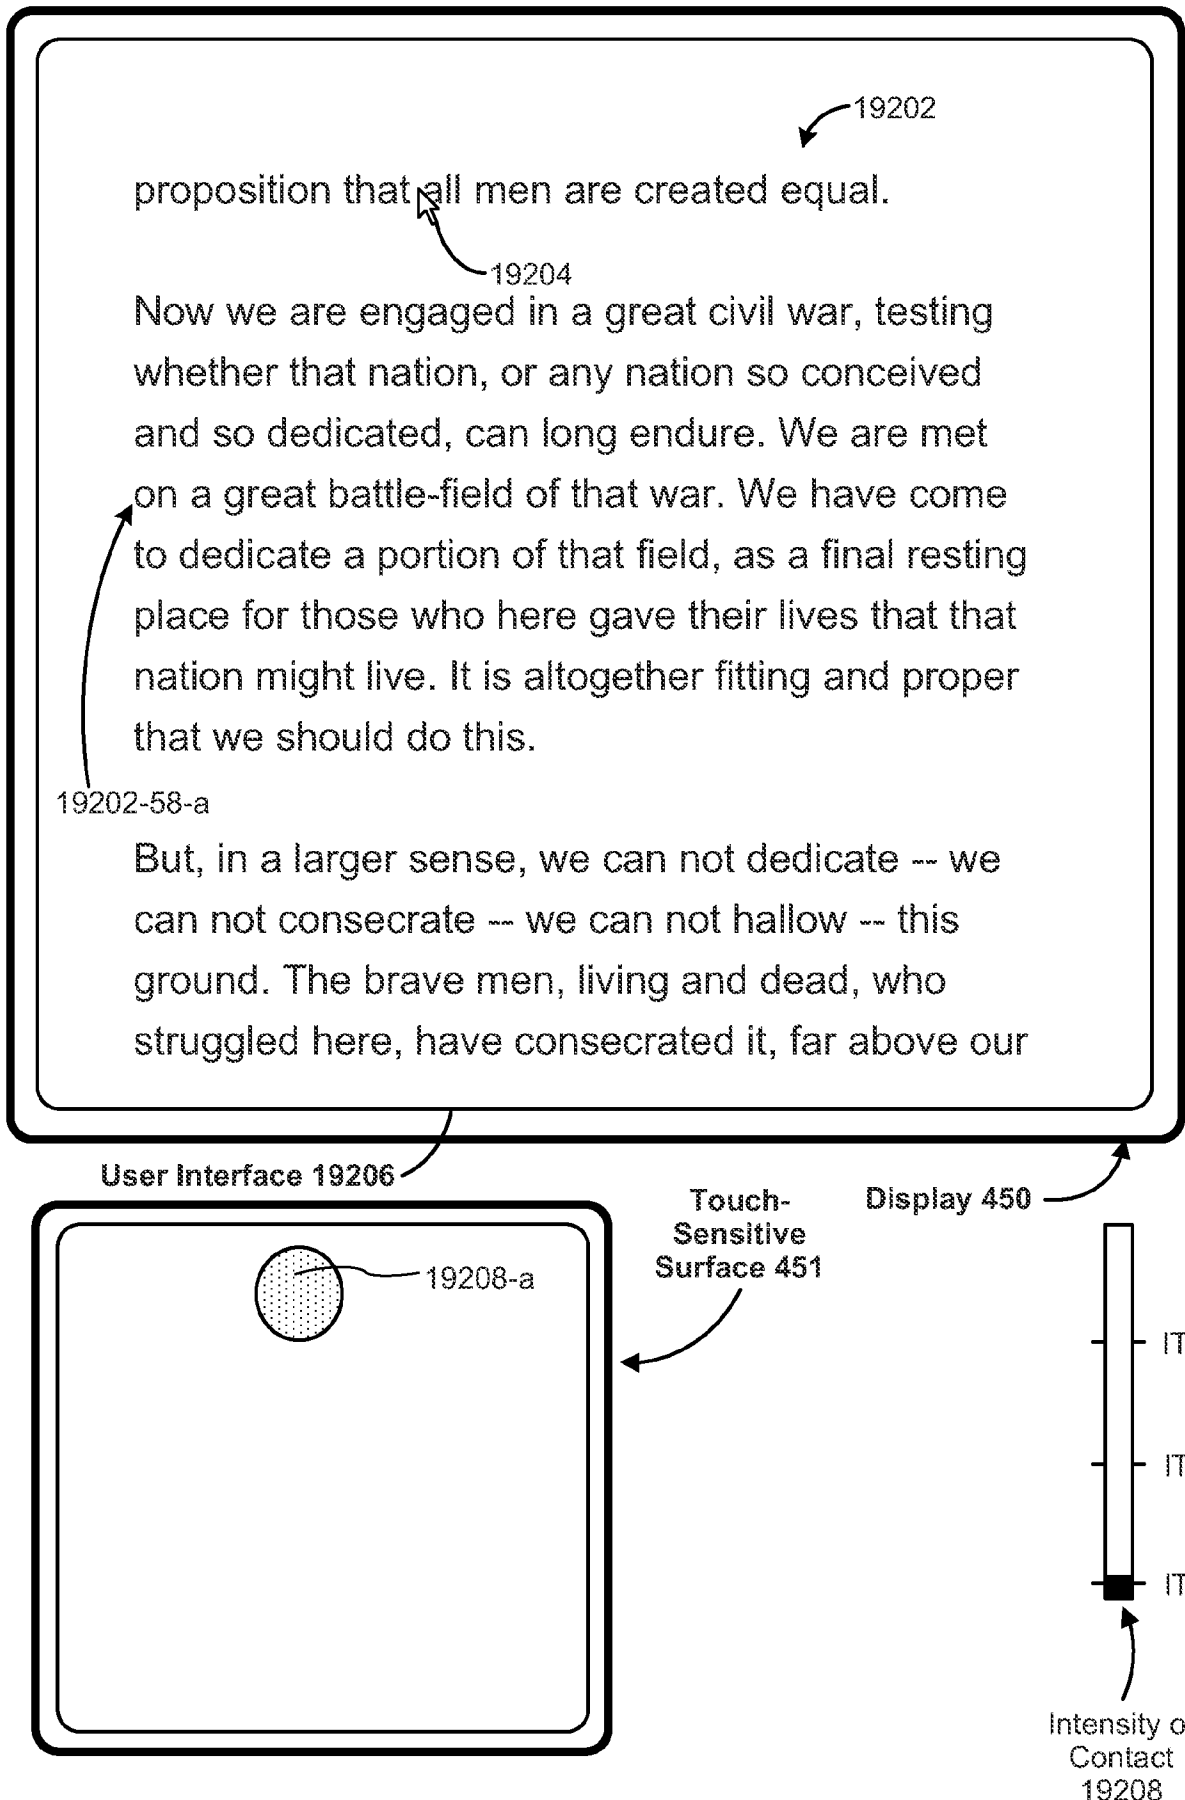 19202
proposition that all men are created equal.
19204
Now we are engaged in a great civil war, testing
whether that nation, or any nation so conceived
and so dedicated, can long endure. We are met
on a great battle-field of that war. We have come
to dedicate a portion of that field, as a final resting
place for those who here gave their lives that that
nation might live. It is altogether fitting and proper
that we should do this.
19202-58-a
But, in a larger sense, we can not dedicate -- we
can not consecrate -- we can not hallow -- this
ground. The brave men, living and dead, who
struggled here, have consecrated it, far above our
User Interface 19206
Display 450
Touch-
Sensitive
Surface 451
19208-a
IT
IT
IT
Intensity o
Contact
19208